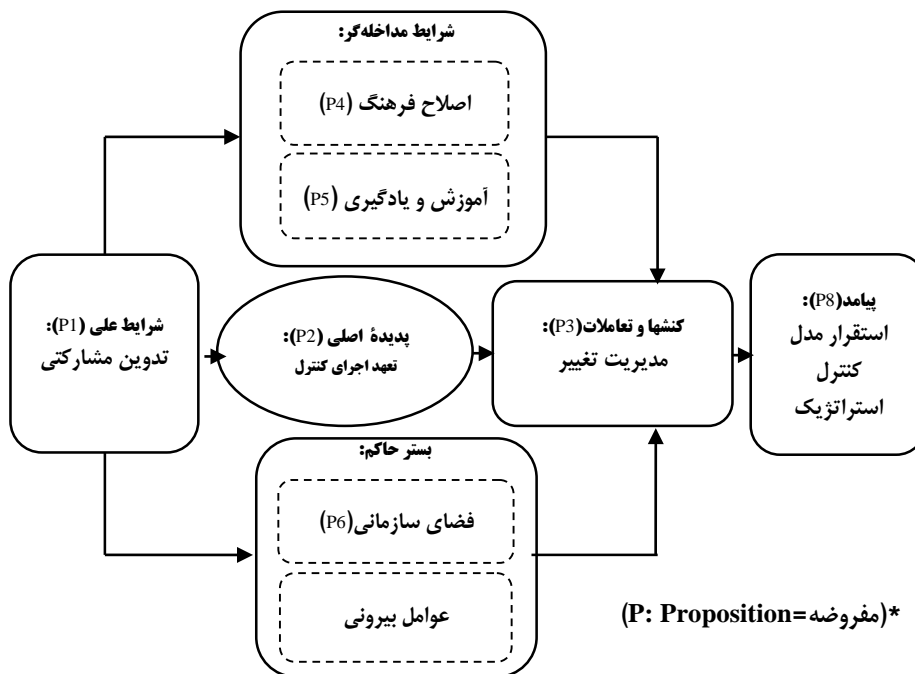 شرایط مداخله‌گر:
اصلاح فرهنگ (P4)
آموزش و یادگیری (P5)
شرایط علی (P1):
تدوین مشارکتی
پدیدهٔ اصلی (P2):
تعهد اجرای کنترل
کنشها و تعاملات(P3):
مدیریت تغییر
پیامد(P8):
استقرار مدل
کنترل
استراتژیک
بستر حاکم:
فضای سازمانی(P6)
عوامل بیرونی
*(مفروضه=P: Proposition)